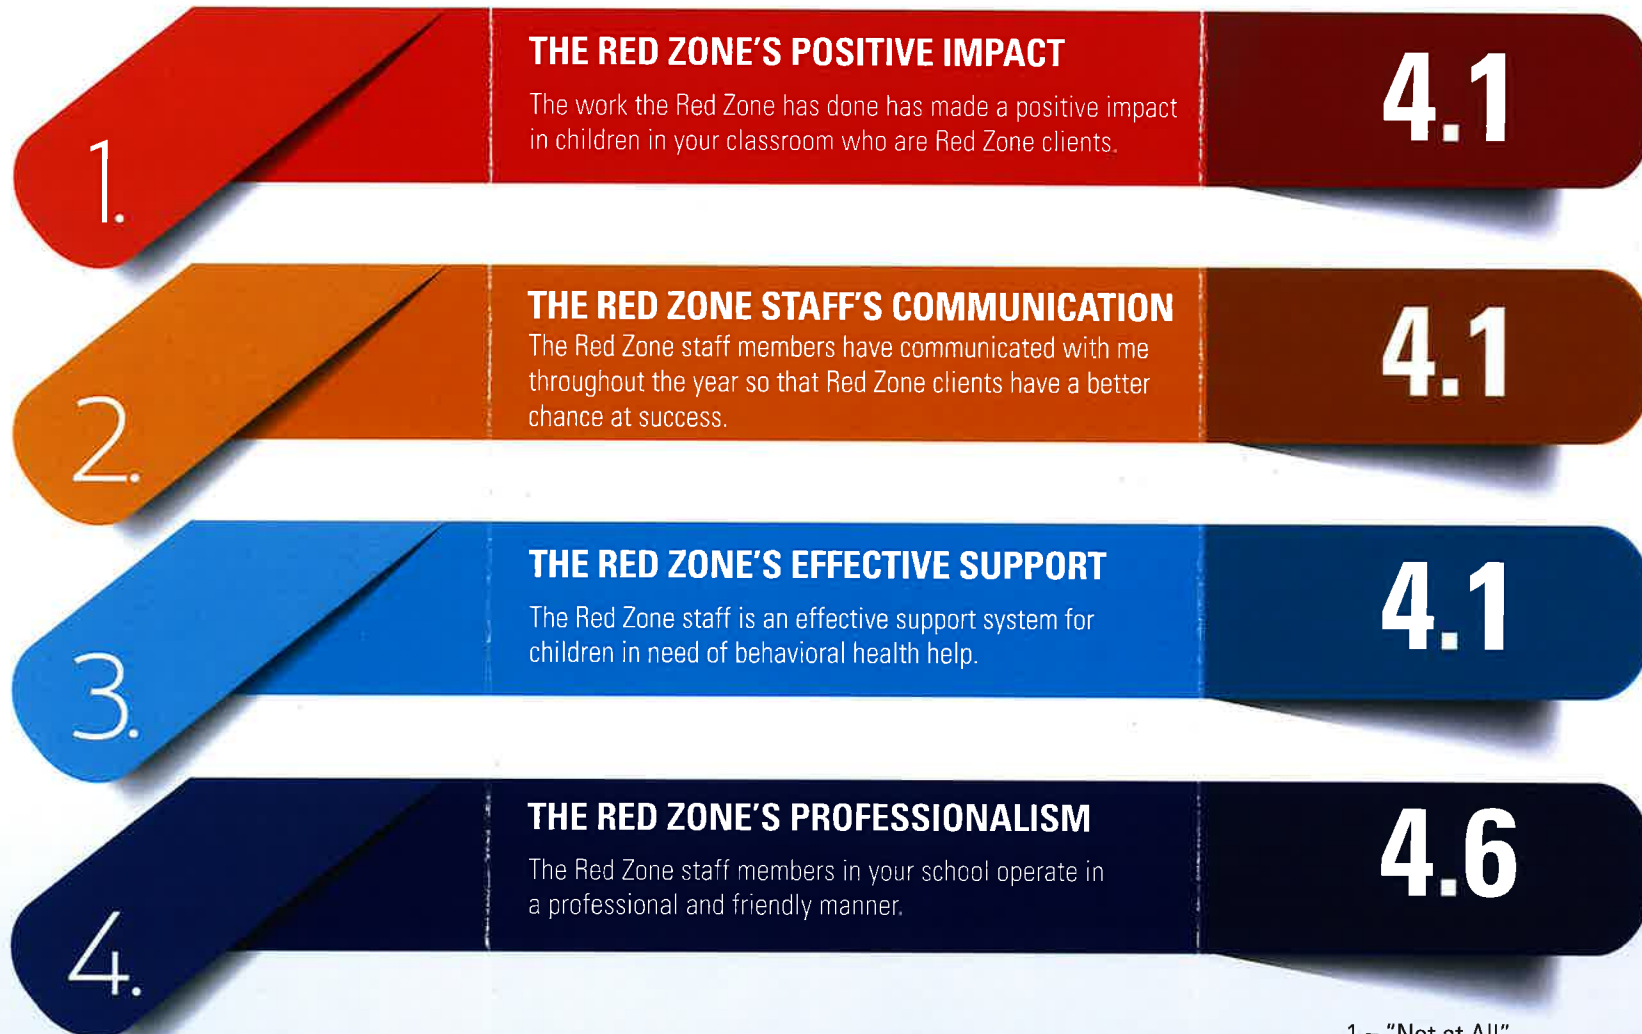 1.
THE RED ZONE'S POSITIVE IMPACT
The work the Red Zone has done has made a positive impact
in children in your classroom who are Red Zone clients.
4.1
2.
THE RED ZONE STAFF'S COMMUNICATION
The Red Zone staff members have communicated with me
throughout the year so that Red Zone clients have a better
chance at success.
4.1
3.
THE RED ZONE'S EFFECTIVE SUPPORT
The Red Zone staff is an effective support system for
children in need of behavioral health help.
4.1
4.
THE RED ZONE'S PROFESSIONALISM
The Red Zone staff members in your school operate in
a professional and friendly manner.
4.6
1 – "Not at All"